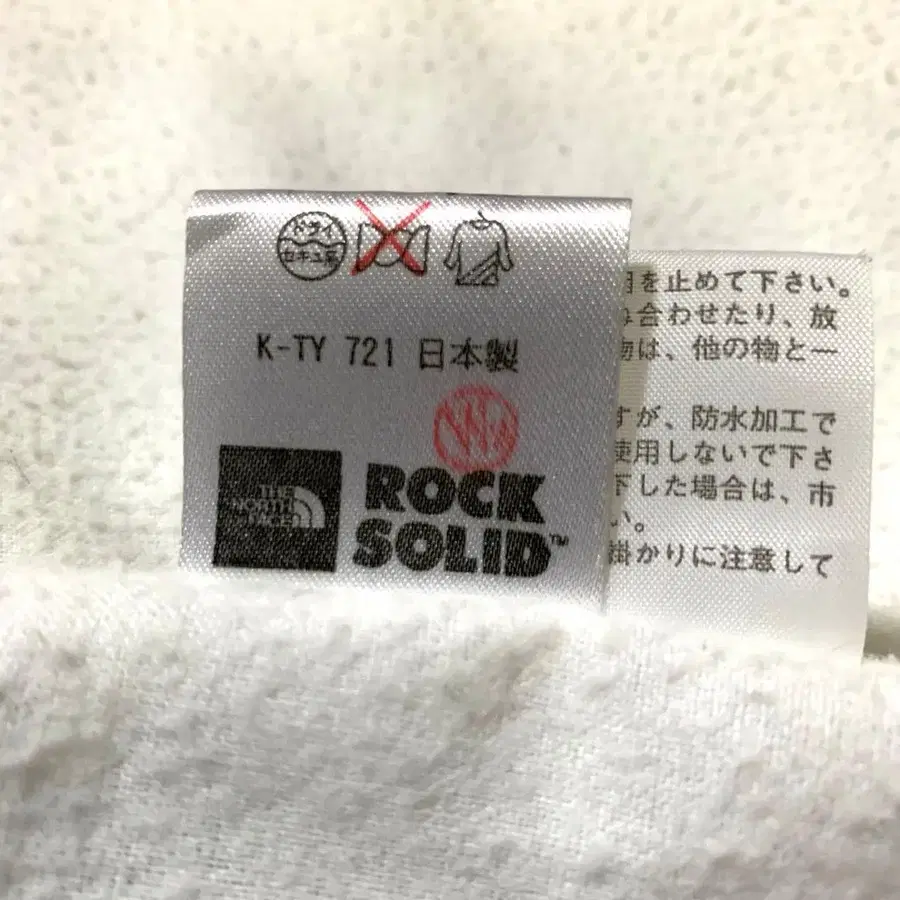 ドライ
セキユ系
K-TY 721 日本製
THE
NORTH
FACE
ROCK
SOLID™
を止めて下さい。
合わせたり、放
物は、他の物と一
すが、防水加工で
使用しないで下さ
下した場合は、市
い。
掛かりに注意して